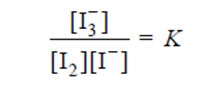 [I₃⁻] / [I₂][I⁻] = K